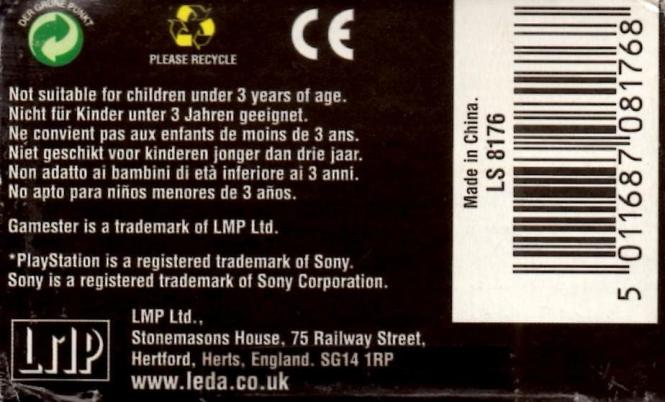 DER GRÜNE PUNKT
PLEASE RECYCLE
CE
Not suitable for children under 3 years of age.
Nicht für Kinder unter 3 Jahren geeignet.
Ne convient pas aux enfants de moins de 3 ans.
Niet geschikt voor kinderen jonger dan drie jaar.
Non adatto ai bambini di età inferiore ai 3 anni.
No apto para niños menores de 3 años.
Gamester is a trademark of LMP Ltd.
*PlayStation is a registered trademark of Sony.
Sony is a registered trademark of Sony Corporation.
LMP
LMP Ltd.,
Stonemasons House, 75 Railway Street,
Hertford, Herts, England. SG14 1RP
www.leda.co.uk
Made in China.
LS 8176
5 011687 081768